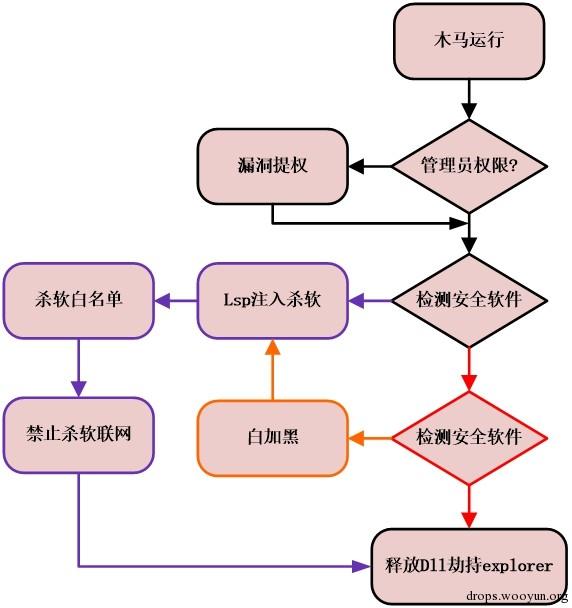 木马运行
管理员权限?
漏洞提权
检测安全软件
Lsp注入杀软
杀软白名单
检测安全软件
白加黑
禁止杀软联网
释放Dll劫持explorer
drops.wooyun.org